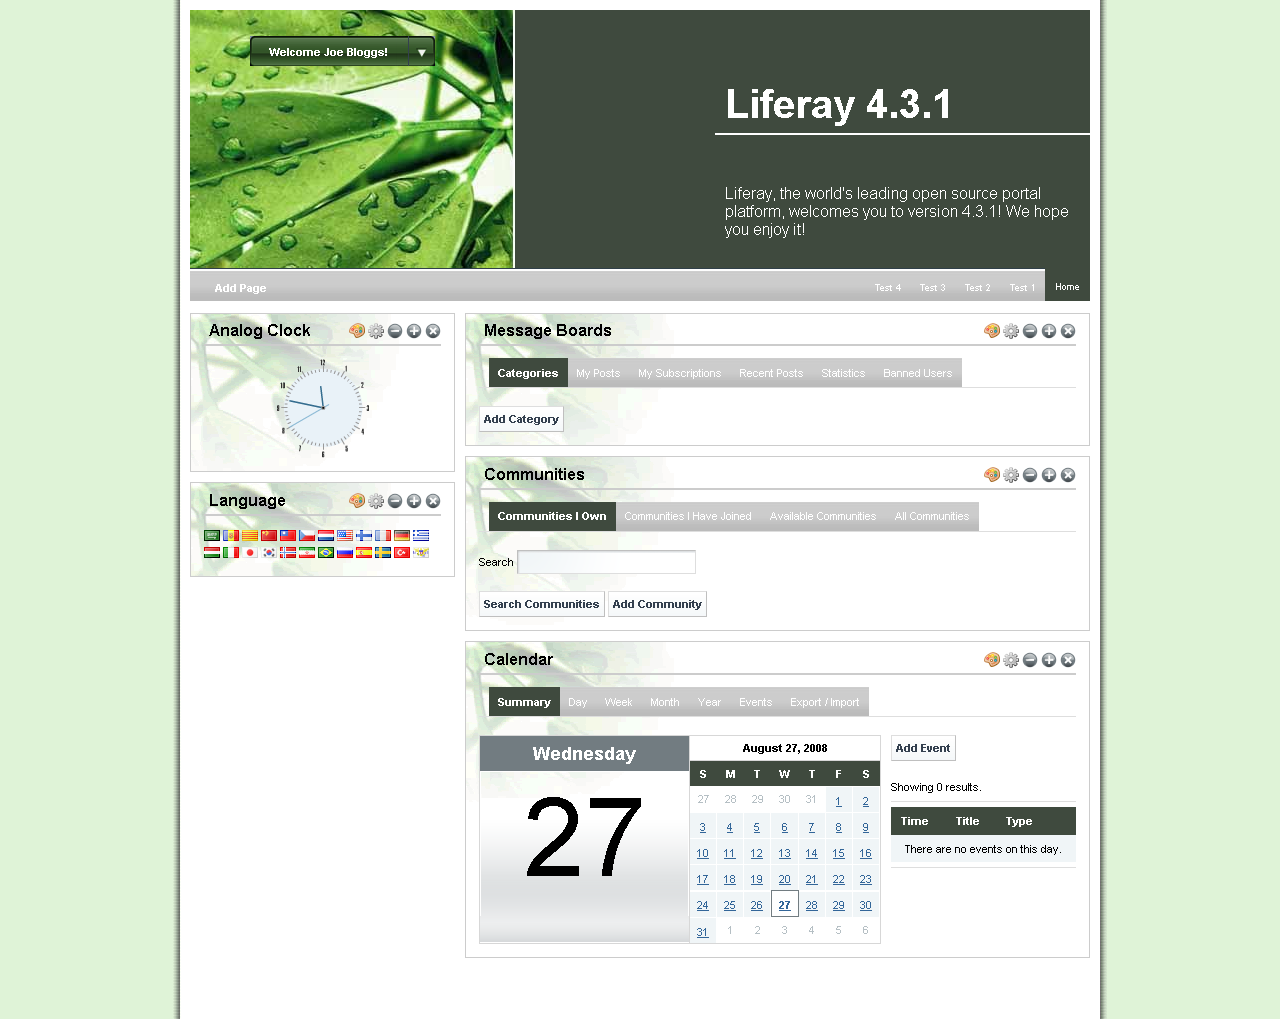 Welcome Joe Bloggs!
Liferay 4.3.1
Liferay, the world's leading open source portal
platform, welcomes you to version 4.3.1! We hope
you enjoy it!
Add Page
Test 4 Test 3 Test 2 Test 1 Home
Analog Clock
12
1
2
3
4
5
6
7
8
9
10
11
Language
Message Boards
Categories My Posts My Subscriptions Recent Posts Statistics Banned Users
Add Category
Communities
Communities I Own Communities I Have Joined Available Communities All Communities
Search
Search Communities Add Community
Calendar
Summary Day Week Month Year Events Export / Import
Wednesday
27
August 27, 2008
S M T W T F S
27 28 29 30 31 1 2
3 4 5 6 7 8 9
10 11 12 13 14 15 16
17 18 19 20 21 22 23
24 25 26 27 28 29 30
31 1 2 3 4 5 6
Add Event
Showing 0 results.
Time Title Type
There are no events on this day.